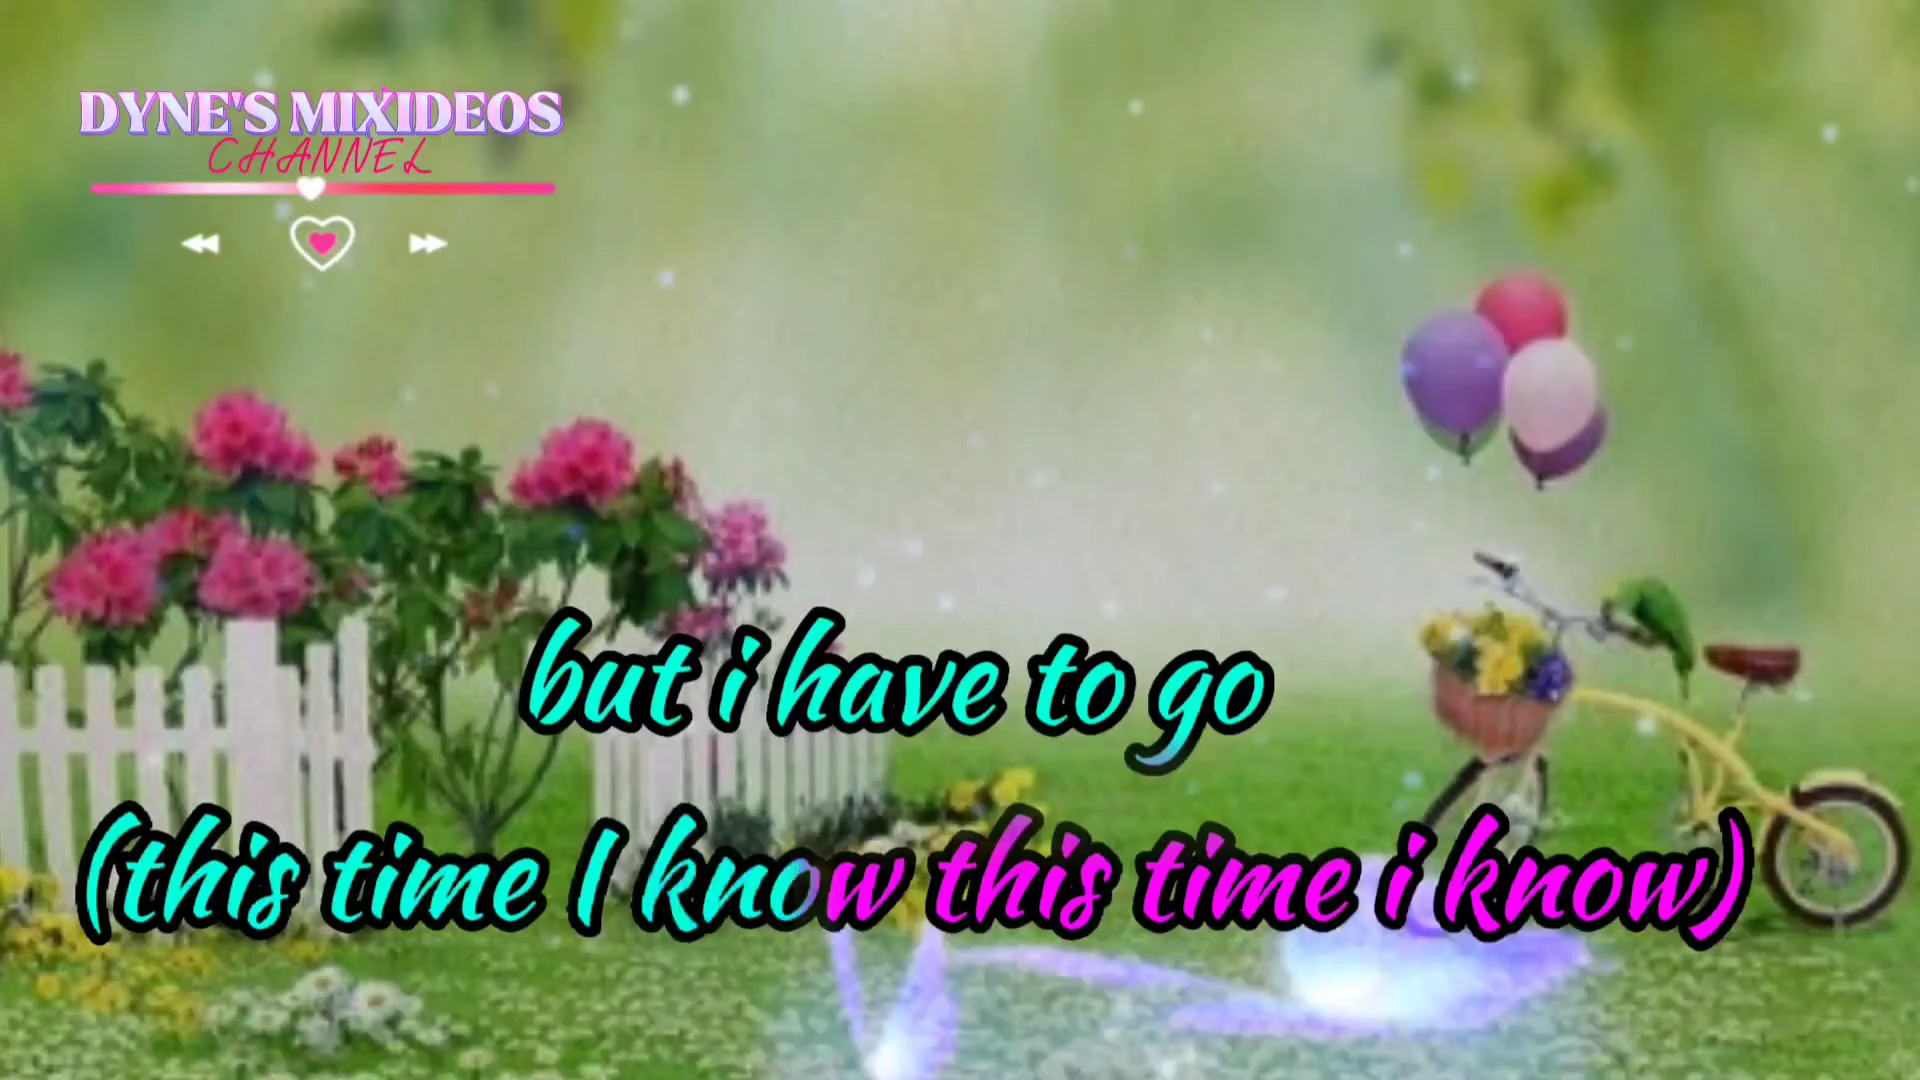 DYNE'S MIXIDEOS
CHANNEL
but i have to go
(this time I know this time i know)